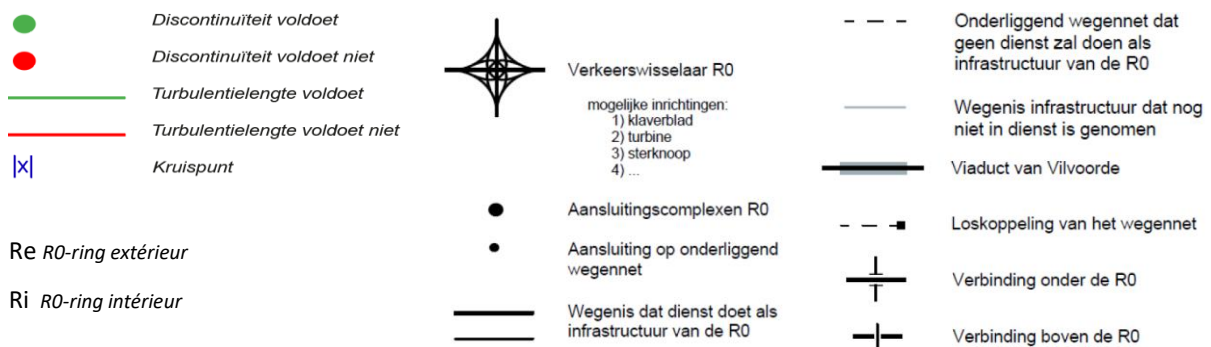 Discontinuïteit voldoet
Discontinuïteit voldoet niet
Turbulentielengte voldoet
Turbulentielengte voldoet niet
|x|
Kruispunt
Re R0-ring extérieur
Ri R0-ring intérieur
Verkeerswisselaar R0
mogelijke inrichtingen:
1) klaverblad
2) turbine
3) sterknoop
4) ...
Aansluitingscomplexen R0
Aansluiting op onderliggend
wegennet
Wegenis dat dienst doet als
infrastructuur van de R0
Onderliggend wegennet dat
geen dienst zal doen als
infrastructuur van de R0
Wegenis infrastructuur dat nog
niet in dienst is genomen
Viaduct van Vilvoorde
Loskoppeling van het wegennet
Verbinding onder de R0
Verbinding boven de R0